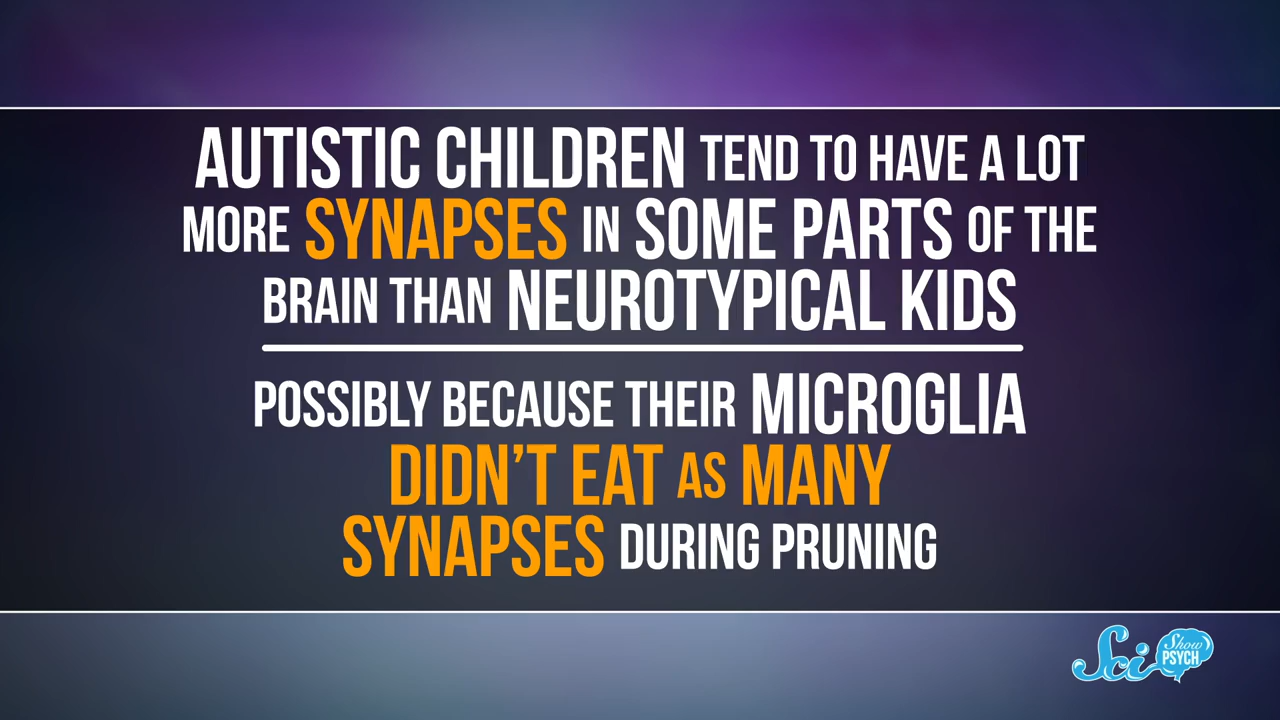 AUTISTIC CHILDREN TEND TO HAVE A LOT
MORE SYNAPSES IN SOME PARTS OF THE
BRAIN THAN NEUROTYPICAL KIDS
POSSIBLY BECAUSE THEIR MICROGLIA
DIDN'T EAT AS MANY
SYNAPSES DURING PRUNING
Sci Show
PSYCH